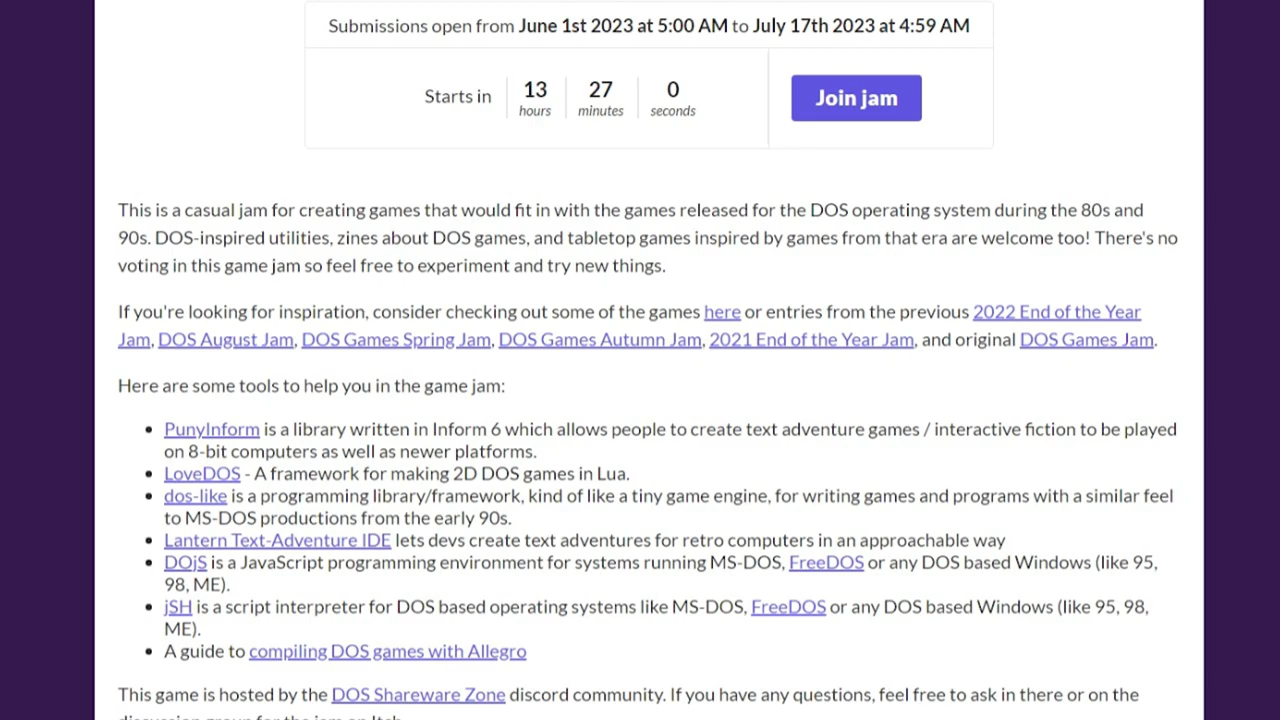 Submissions open from June 1st 2023 at 5:00 AM to July 17th 2023 at 4:59 AM
Starts in 13 hours 27 minutes 0 seconds
Join jam
This is a casual jam for creating games that would fit in with the games released for the DOS operating system during the 80s and
90s. DOS-inspired utilities, zines about DOS games, and tabletop games inspired by games from that era are welcome too! There's no
voting in this game jam so feel free to experiment and try new things.
If you're looking for inspiration, consider checking out some of the games here or entries from the previous 2022 End of the Year
Jam, DOS August Jam, DOS Games Spring Jam, DOS Games Autumn Jam, 2021 End of the Year Jam, and original DOS Games Jam.
Here are some tools to help you in the game jam:
• PunyInform is a library written in Inform 6 which allows people to create text adventure games / interactive fiction to be played
on 8-bit computers as well as newer platforms.
• LoveDOS - A framework for making 2D DOS games in Lua.
• dos-like is a programming library/framework, kind of like a tiny game engine, for writing games and programs with a similar feel
to MS-DOS productions from the early 90s.
• Lantern Text-Adventure IDE lets devs create text adventures for retro computers in an approachable way
• DOjS is a JavaScript programming environment for systems running MS-DOS, FreeDOS or any DOS based Windows (like 95,
98, ME).
• jSH is a script interpreter for DOS based operating systems like MS-DOS, FreeDOS or any DOS based Windows (like 95, 98,
ME).
• A guide to compiling DOS games with Allegro
This game is hosted by the DOS Shareware Zone discord community. If you have any questions, feel free to ask in there or on the
discussion group for the jam on Itch.